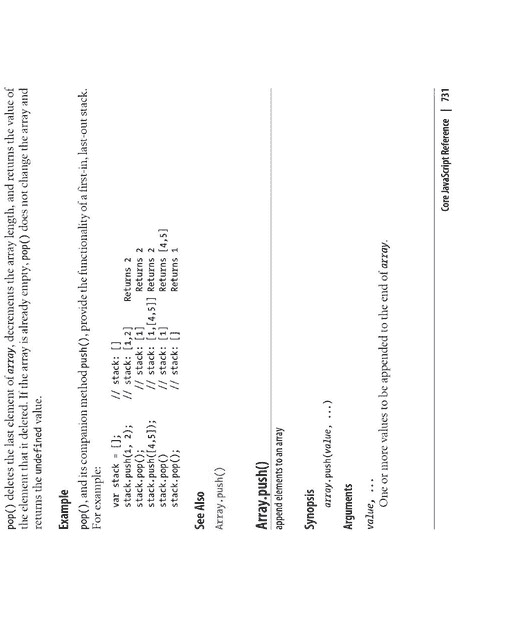 pop() deletes the last element of array, decrements the array length, and returns the value of
the element that it deleted. If the array is already empty, pop() does not change the array and
returns the undefined value.
Example
pop(), and its companion method push(), provide the functionality of a first-in, last-out stack.
For example:
var stack = []; // stack: []
stack.push(1, 2); // stack: [1,2] Returns 2
stack.pop(); // stack: [1] Returns 2
stack.push([4,5]); // stack: [1,[4,5]] Returns 2
stack.pop() // stack: [1] Returns [4,5]
stack.pop(); // stack: [] Returns 1
See Also
Array.push()
Array.push()
append elements to an array
Synopsis
array.push(value, ...)
Arguments
value, ...
One or more values to be appended to the end of array.
Core JavaScript Reference | 731